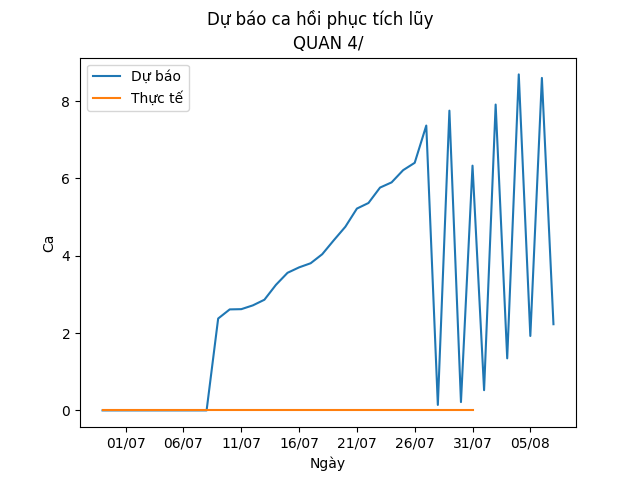 Dự báo ca hồi phục tích lũy
QUAN 4/
Dự báo
Thực tế
8
6
4
2
0
Ca
01/07 06/07 11/07 16/07 21/07 26/07 31/07 05/08
Ngày